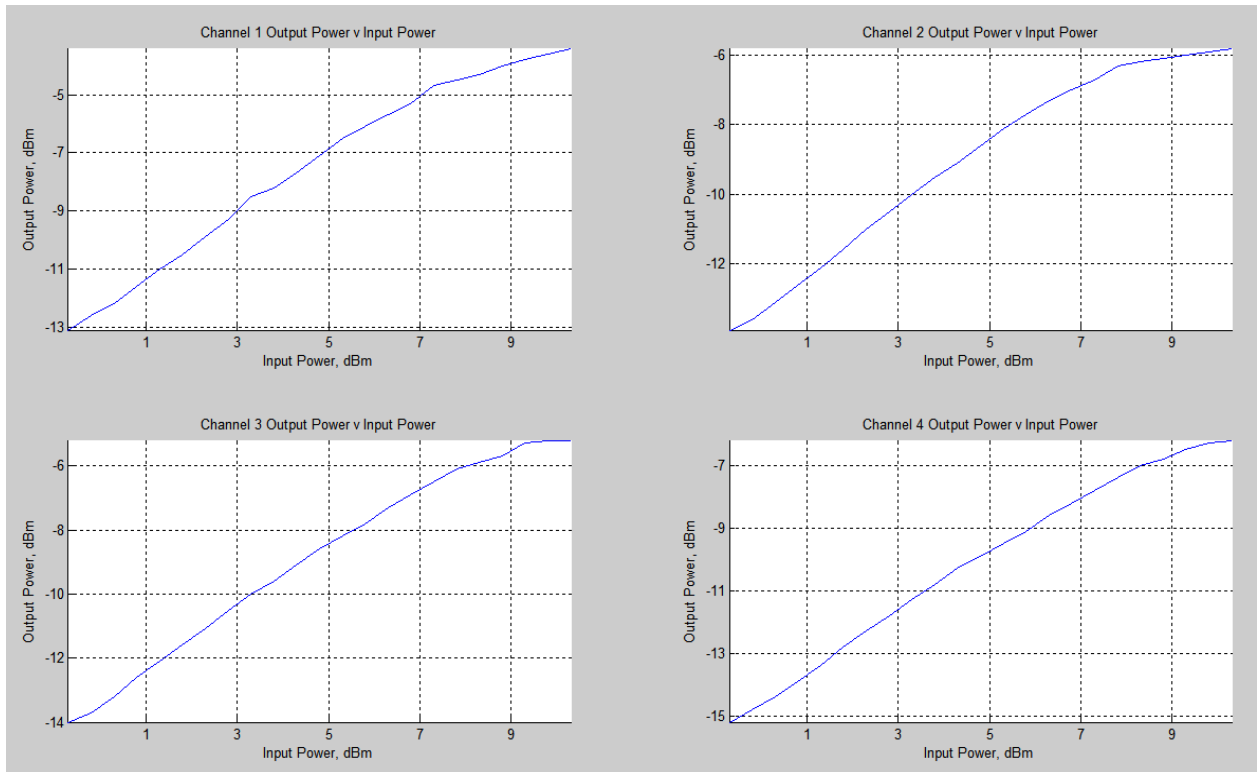 Channel 1 Output Power v Input Power
Output Power, dBm
-5
-7
-9
-11
-13
1 3 5 7 9
Input Power, dBm
Channel 2 Output Power v Input Power
Output Power, dBm
-6
-8
-10
-12
1 3 5 7 9
Input Power, dBm
Channel 3 Output Power v Input Power
Output Power, dBm
-6
-8
-10
-12
-14
1 3 5 7 9
Input Power, dBm
Channel 4 Output Power v Input Power
Output Power, dBm
-7
-9
-11
-13
-15
1 3 5 7 9
Input Power, dBm